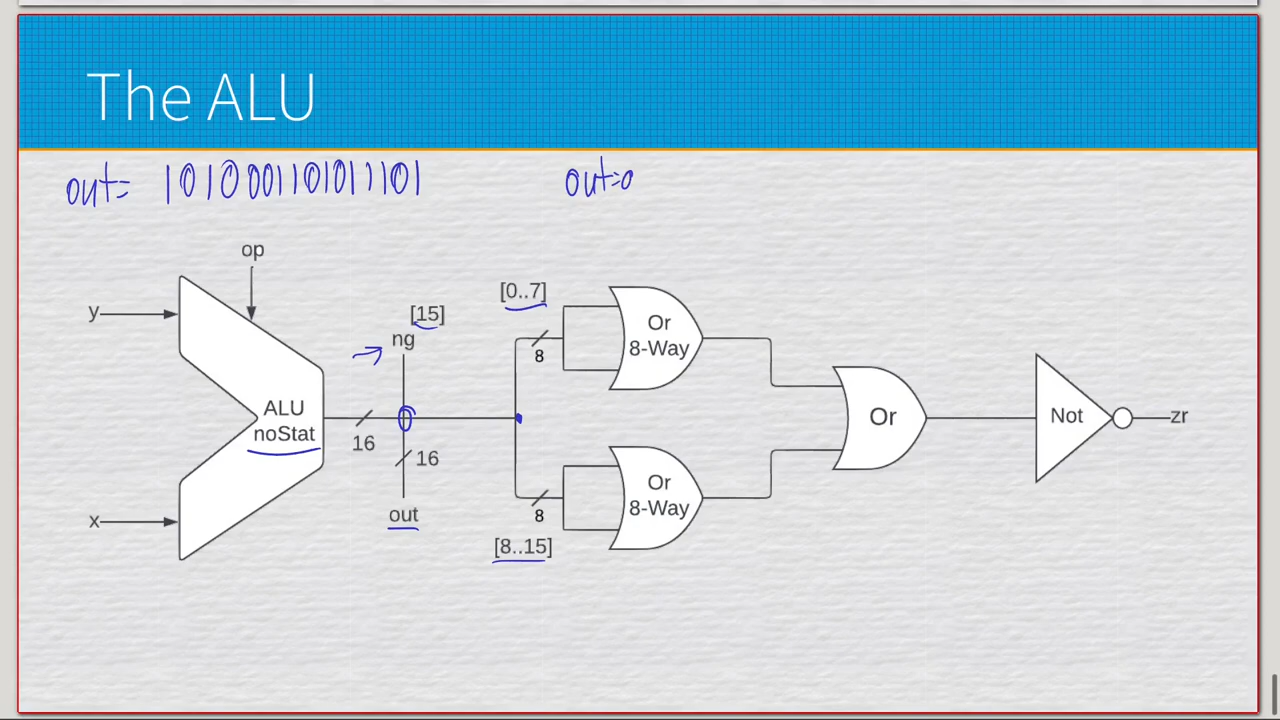 The ALU
out= 1010001101011101
out=0
op
y
[15]
ng
[0..7]
8
Or
8-Way
ALU
noStat
16
16
out
x
8
[8..15]
Or
8-Way
Or
Not
zr